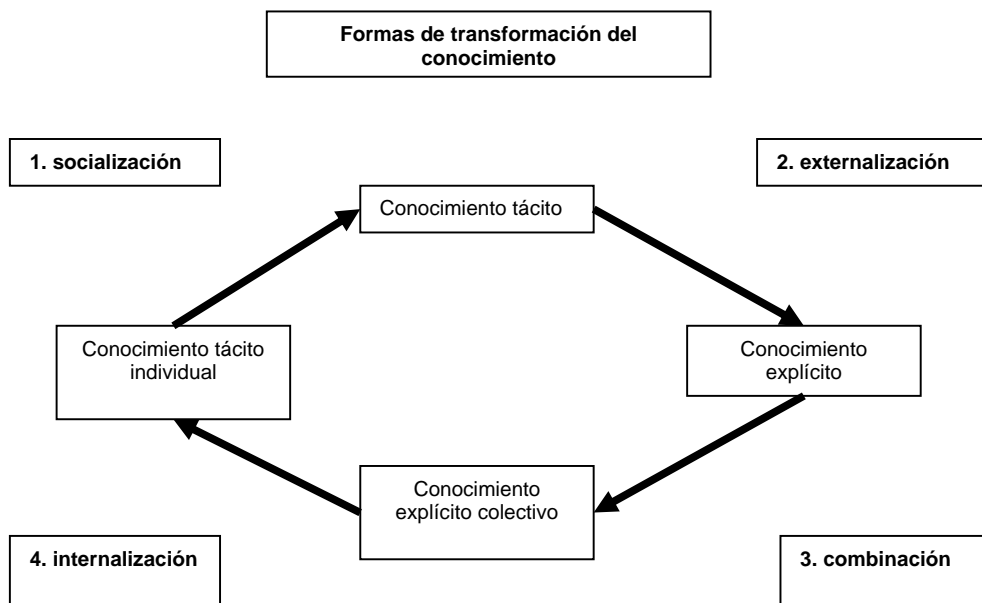 Formas de transformación del
conocimiento
1. socialización
2. externalización
Conocimiento tácito
Conocimiento tácito
individual
Conocimiento
explícito
Conocimiento
explícito colectivo
4. internalización
3. combinación